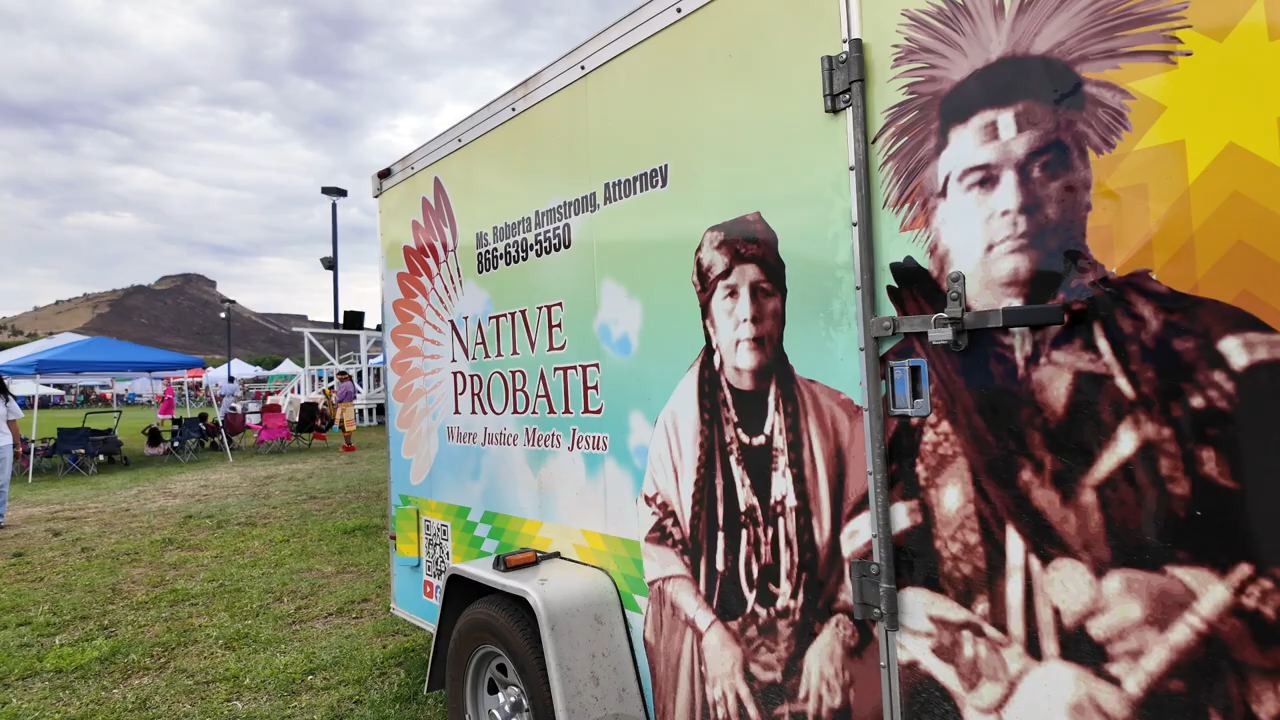 Ms. Roberta Armstrong, Attorney
866•639•5550
NATIVE
PROBATE
Where Justice Meets Jesus